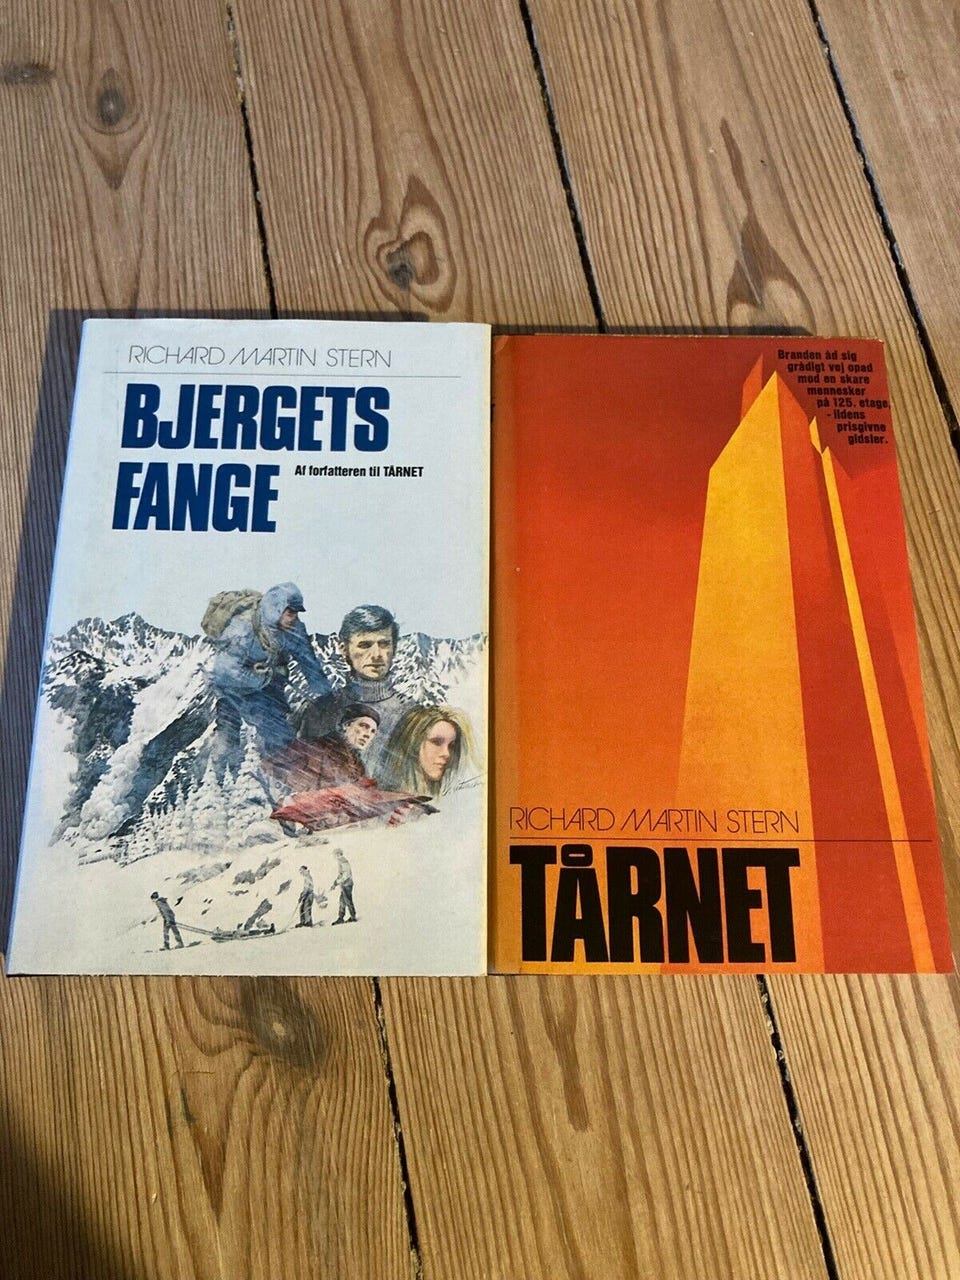 RICHARD MARTIN STERN
BJERGETS
FANGE
Af forfatteren til TÅRNET
Branden åd sig
grådigt vej opad
mod en skare
mennesker
på 125. etage,
- ildens
prisgivne
gidsler.
RICHARD MARTIN STERN
TÅRNET